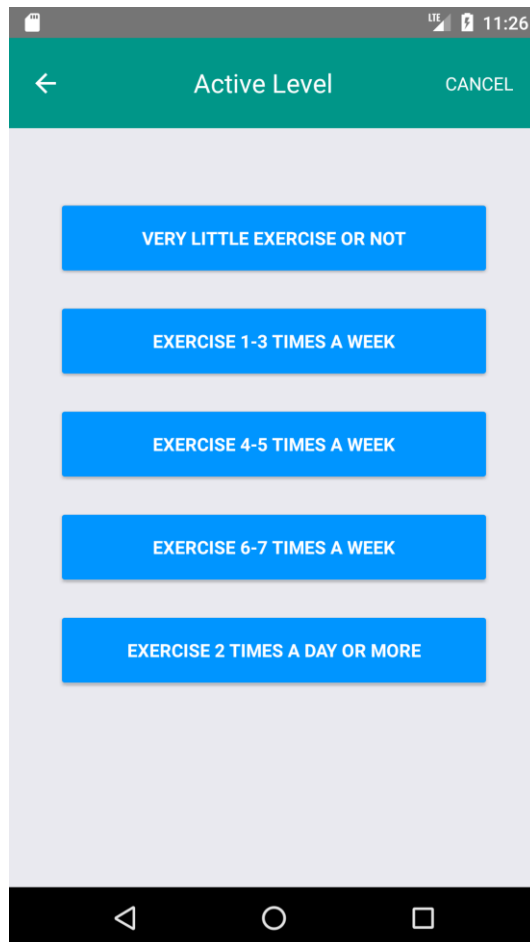 LTE 11:26
Active Level CANCEL
VERY LITTLE EXERCISE OR NOT
EXERCISE 1-3 TIMES A WEEK
EXERCISE 4-5 TIMES A WEEK
EXERCISE 6-7 TIMES A WEEK
EXERCISE 2 TIMES A DAY OR MORE